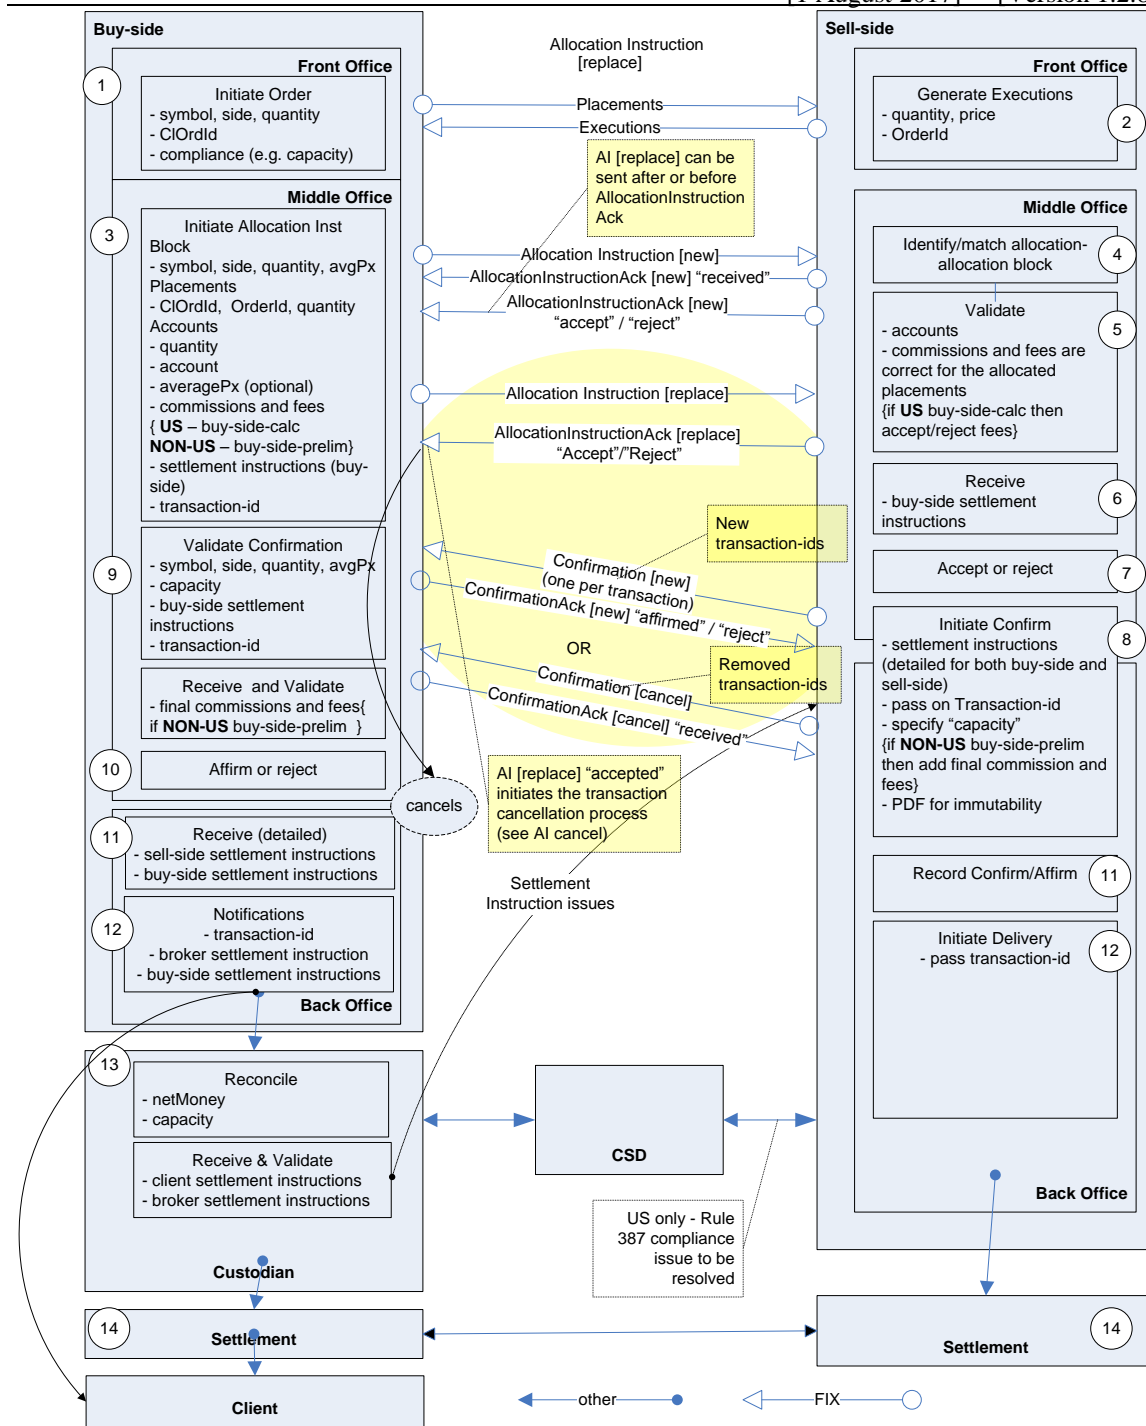 [1 August 2017]
[Version 1.2.8
Buy-side
Front Office
1
Initiate Order
- symbol, side, quantity
- ClOrdId
- compliance (e.g. capacity)
Middle Office
3
Initiate Allocation Inst
Block
- symbol, side, quantity, avgPx
Placements
- ClOrdId, OrderId, quantity
Accounts
- quantity
- account
- averagePx (optional)
- commissions and fees
{ US – buy-side-calc
NON-US – buy-side-prelim}
- settlement instructions (buy-
side)
- transaction-id
9
Validate Confirmation
- symbol, side, quantity, avgPx
- capacity
- buy-side settlement
instructions
- transaction-id
Receive and Validate
- final commissions and fees{
if NON-US buy-side-prelim }
10
Affirm or reject
11
Receive (detailed)
- sell-side settlement instructions
- buy-side settlement instructions
12
Notifications
- transaction-id
- broker settlement instruction
- buy-side settlement instructions
Back Office
13
Reconcile
- netMoney
- capacity
Receive & Validate
- client settlement instructions
- broker settlement instructions
Custodian
14
Settlement
Client
Allocation Instruction
[replace]
Placements
Executions
AI [replace] can be
sent after or before
AllocationInstruction
Ack
Allocation Instruction [new]
AllocationInstructionAck [new] “received”
AllocationInstructionAck [new]
“accept” / “reject”
Allocation Instruction [replace]
AllocationInstructionAck [replace]
“Accept”/”Reject”
New
transaction-ids
Confirmation [new]
(one per transaction)
ConfirmationAck [new] “affirmed” / “reject”
OR
Removed
transaction-ids
Confirmation [cancel]
ConfirmationAck [cancel] “received”
cancels
AI [replace] “accepted”
initiates the transaction
cancellation process
(see AI cancel)
Settlement
Instruction issues
CSD
US only - Rule
387 compliance
issue to be
resolved
other
FIX
Sell-side
Front Office
Generate Executions
- quantity, price
- OrderId
2
Middle Office
Identify/match allocation-
allocation block
4
Validate
- accounts
- commissions and fees are
correct for the allocated
placements
{if US buy-side-calc then
accept/reject fees}
5
Receive
- buy-side settlement
instructions
6
Accept or reject
7
Initiate Confirm
- settlement instructions
(detailed for both buy-side and
sell-side)
- pass on Transaction-id
- specify “capacity”
{if NON-US buy-side-prelim
then add final commission and
fees}
- PDF for immutability
8
Record Confirm/Affirm
11
Initiate Delivery
- pass transaction-id
12
Back Office
14
Settlement